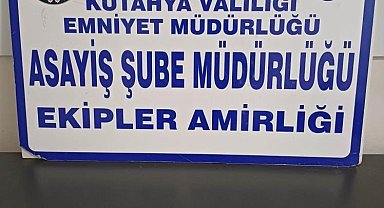 KÜTAHYA VALİLİĞİ
EMNİYET MÜDÜRLÜĞÜ
ASAYİŞ ŞUBE MÜDÜRLÜĞÜ
EKİPLER AMİRLİĞİ